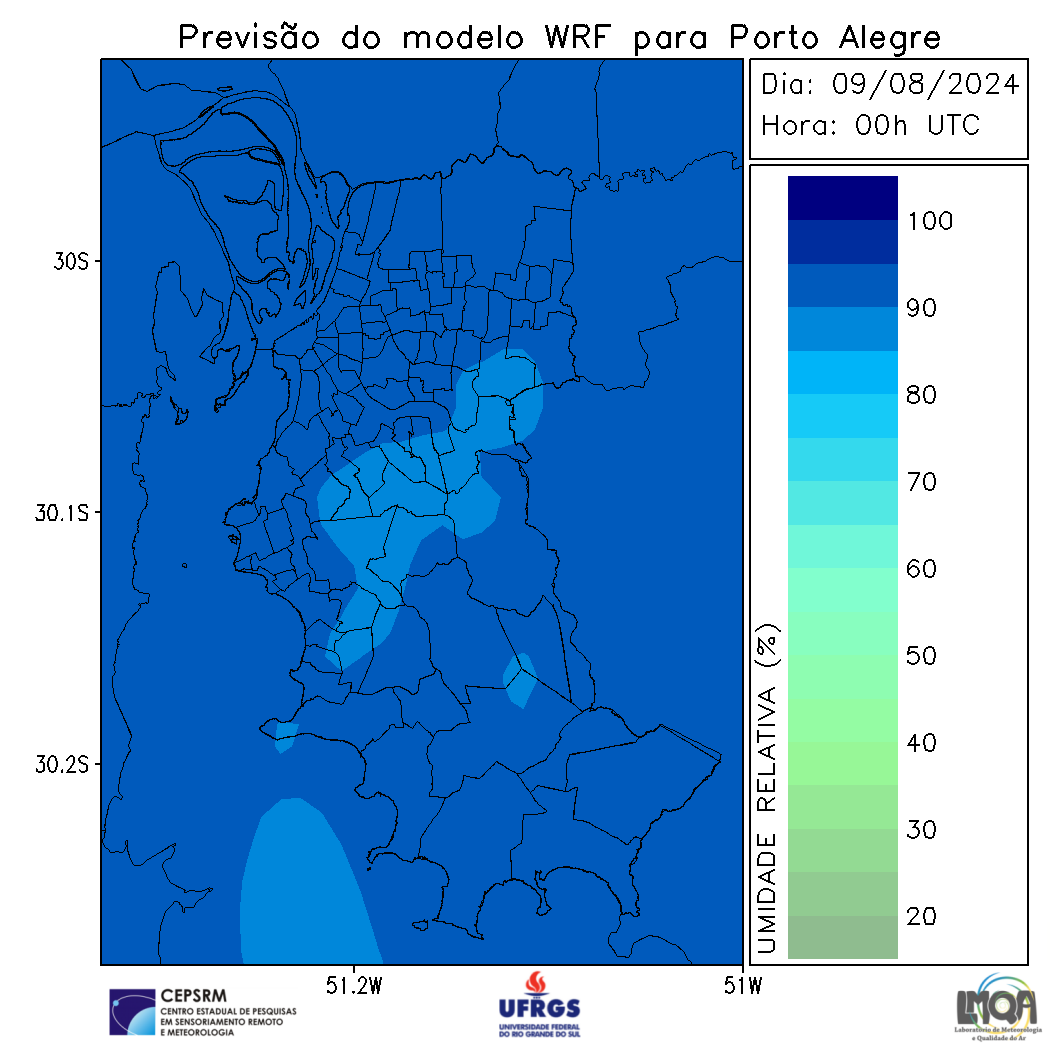 Previsão do modelo WRF para Porto Alegre
Dia: 09/08/2024
Hora: 00h UTC
30S
30.1S
30.2S
51.2W
51W
UMIDADE RELATIVA (%)
100
90
80
70
60
50
40
30
20
CEPSRM
CENTRO ESTADUAL DE PESQUISAS
EM SENSORIAMENTO REMOTO
E METEOROLOGIA
UFRGS
UNIVERSIDADE FEDERAL
DO RIO GRANDE DO SUL
LMQA
Laboratório de Meteorologia
e Qualidade do Ar